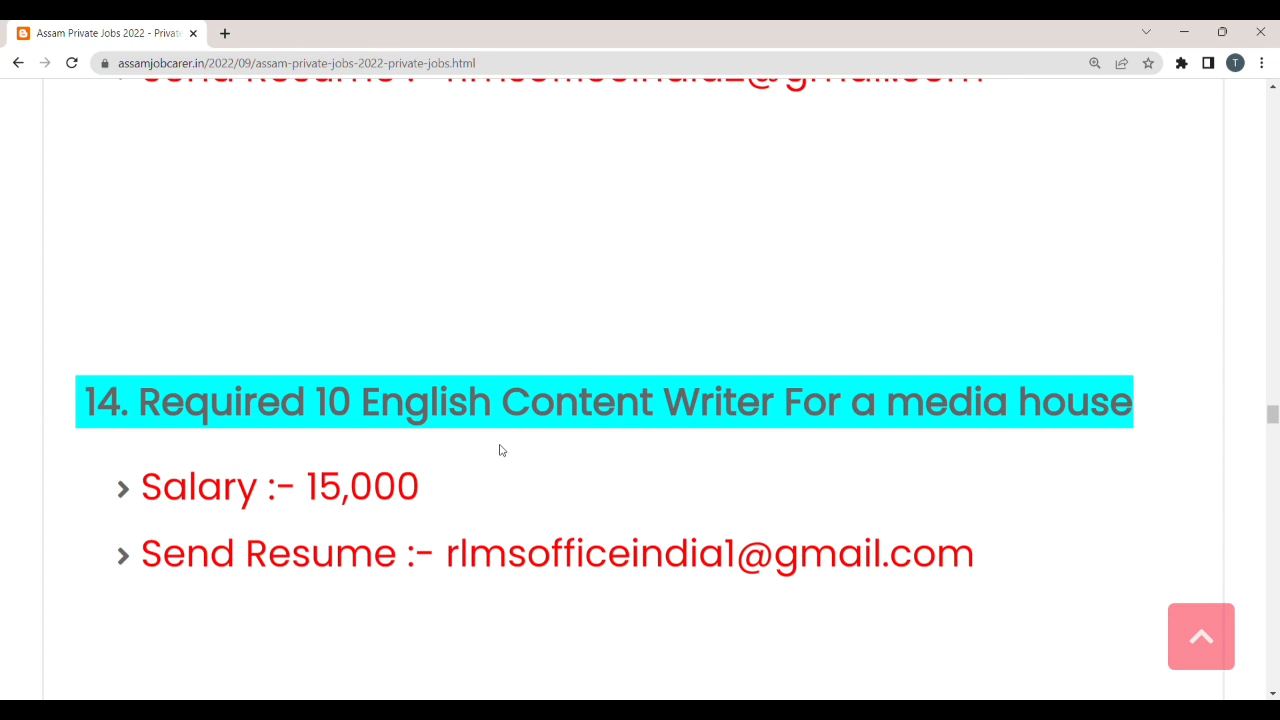 Assam Private Jobs 2022 - Privat
assamjobcarer.in/2022/09/assam-private-jobs-2022-private-jobs.html
T
14. Required 10 English Content Writer For a media house
Salary :- 15,000
Send Resume :- rlmsofficeindia1@gmail.com